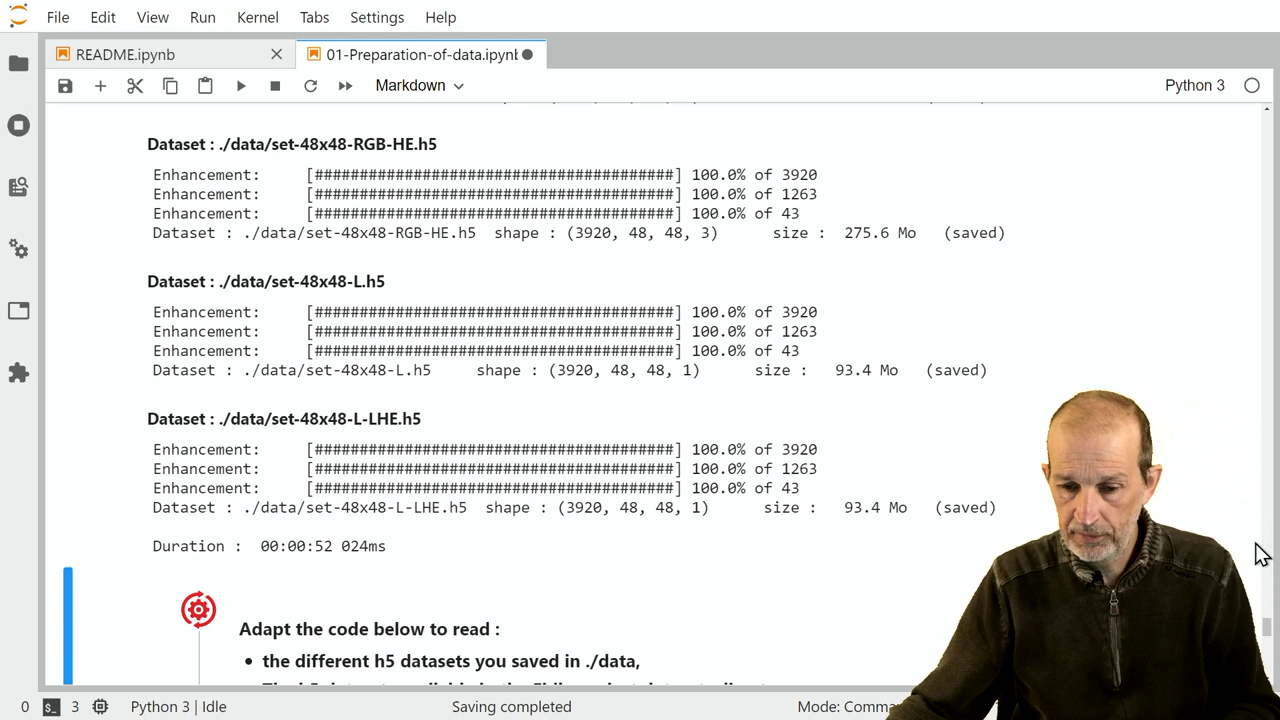 File Edit View Run Kernel Tabs Settings Help
README.ipynb
01-Preparation-of-data.ipynb
Markdown
Python 3
Dataset : ./data/set-48x48-RGB-HE.h5
Enhancement: [########################################] 100.0% of 3920
Enhancement: [########################################] 100.0% of 1263
Enhancement: [########################################] 100.0% of 43
Dataset : ./data/set-48x48-RGB-HE.h5 shape : (3920, 48, 48, 3) size : 275.6 Mo (saved)
Dataset : ./data/set-48x48-L.h5
Enhancement: [########################################] 100.0% of 3920
Enhancement: [########################################] 100.0% of 1263
Enhancement: [########################################] 100.0% of 43
Dataset : ./data/set-48x48-L.h5 shape : (3920, 48, 48, 1) size : 93.4 Mo (saved)
Dataset : ./data/set-48x48-L-LHE.h5
Enhancement: [########################################] 100.0% of 3920
Enhancement: [########################################] 100.0% of 1263
Enhancement: [########################################] 100.0% of 43
Dataset : ./data/set-48x48-L-LHE.h5 shape : (3920, 48, 48, 1) size : 93.4 Mo (saved)
Duration : 00:00:52 024ms
Adapt the code below to read :
• the different h5 datasets you saved in ./data,
0 $_ 3 Python 3 | Idle Saving completed Mode: